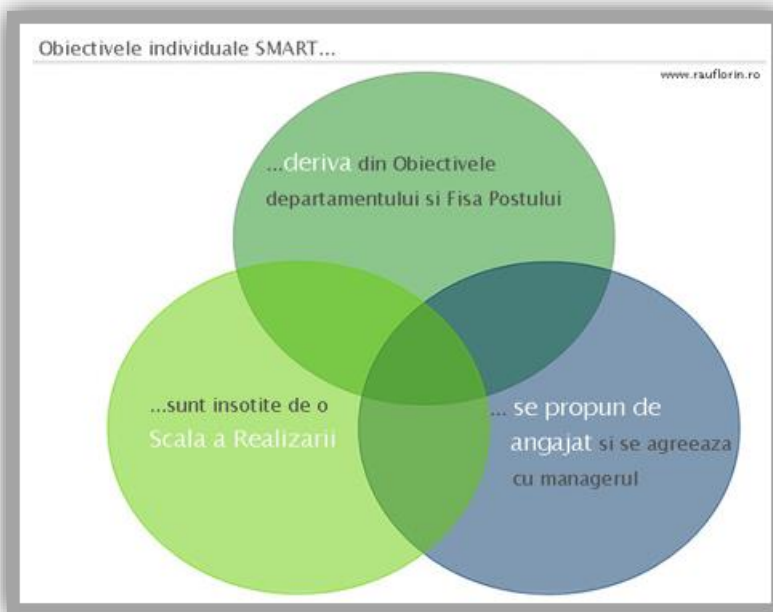 Obiectivele individuale SMART...
www.rauflorin.ro
...deriva din Obiectivele
departamentului si Fisa Postului
...sunt insotite de o
Scala a Realizarii
... se propun de
angajat si se agreeaza
cu managerul